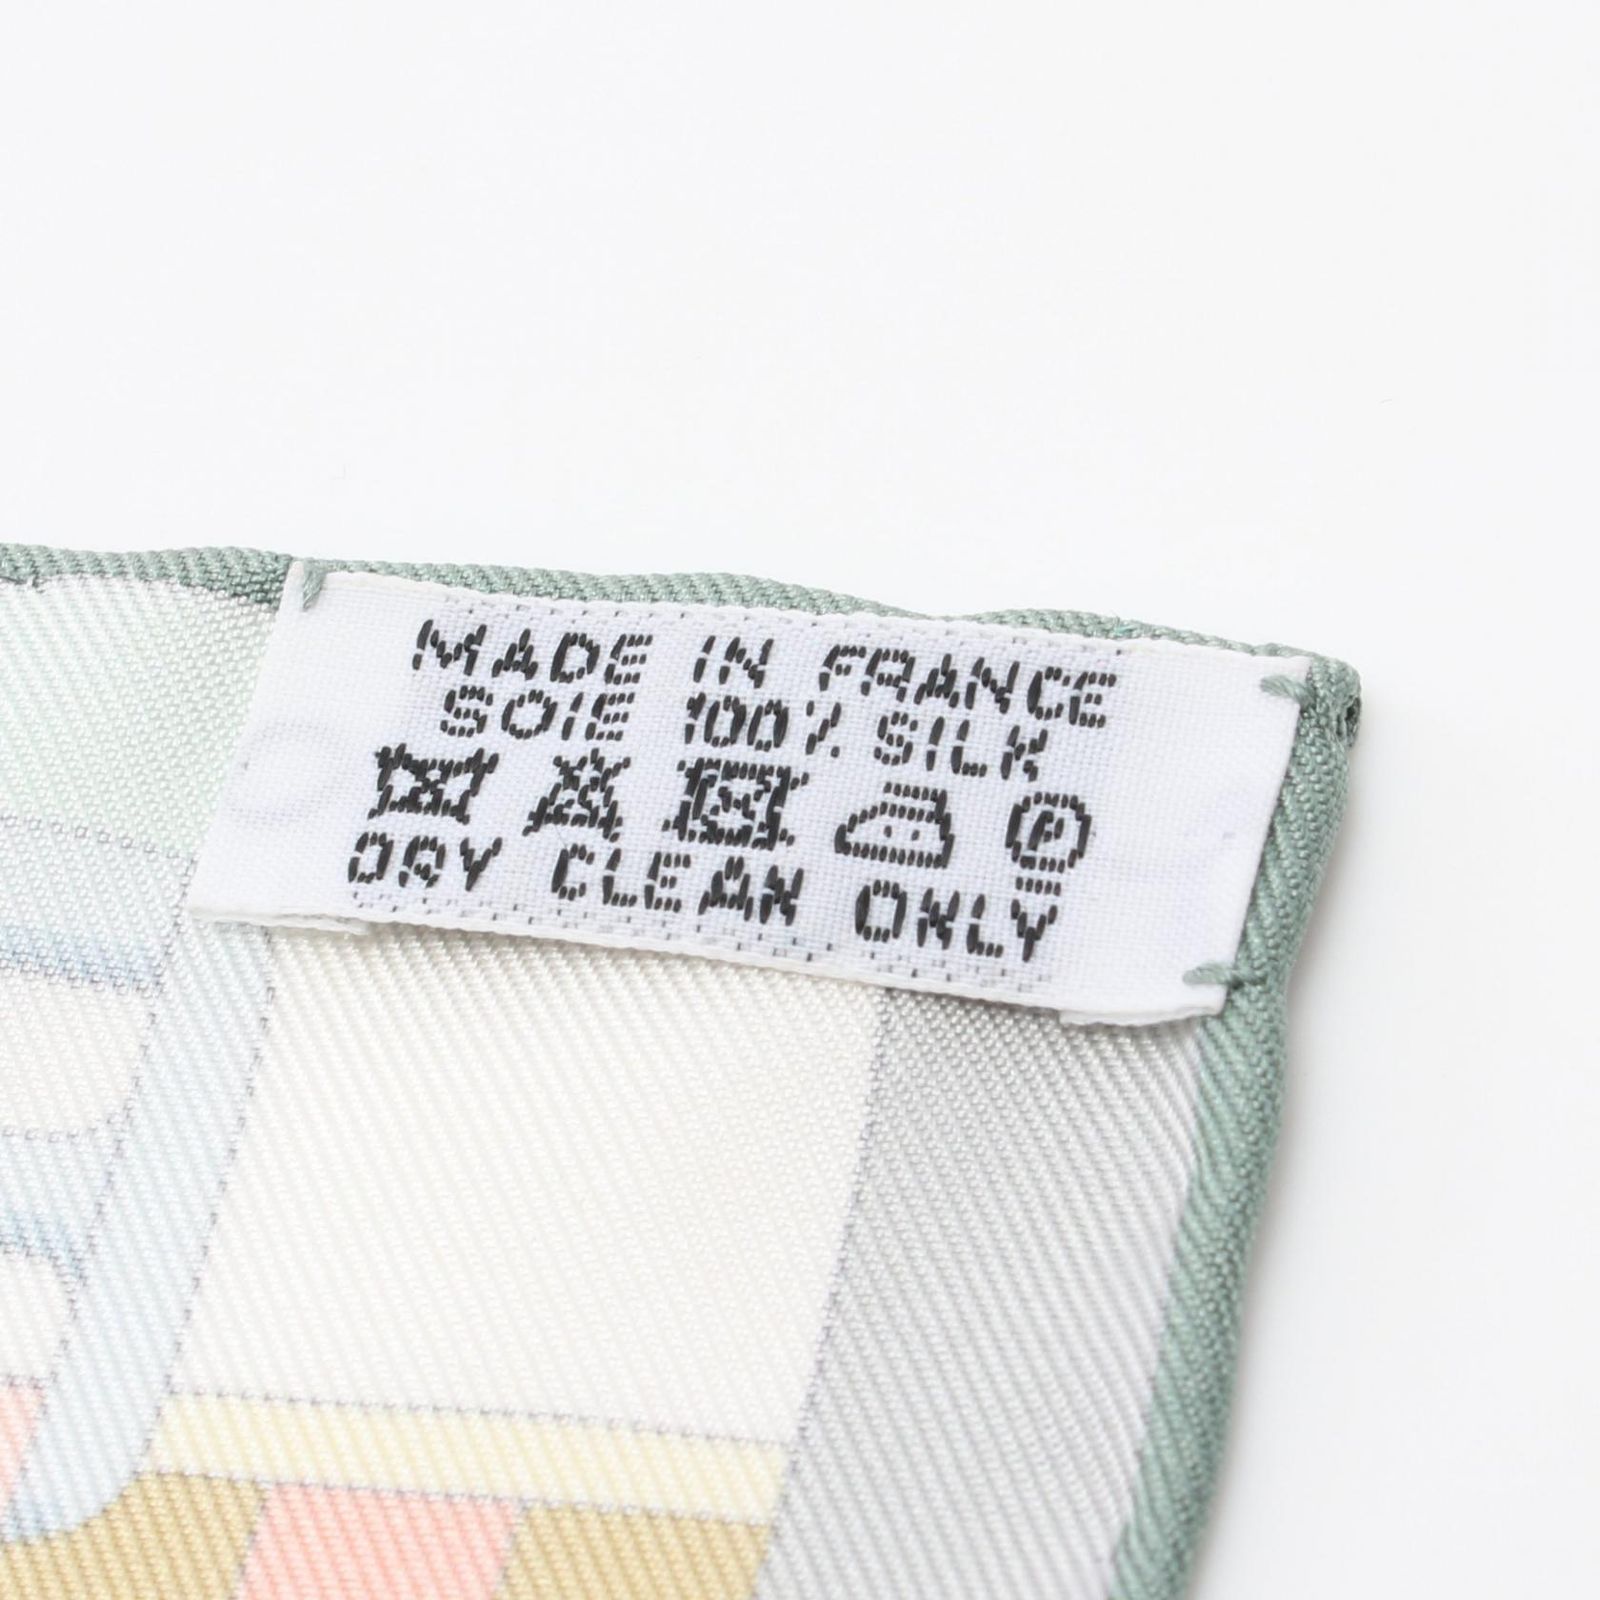 MADE IN FRANCE
SOIE 100% SILK
P
DRY CLEAN ONLY